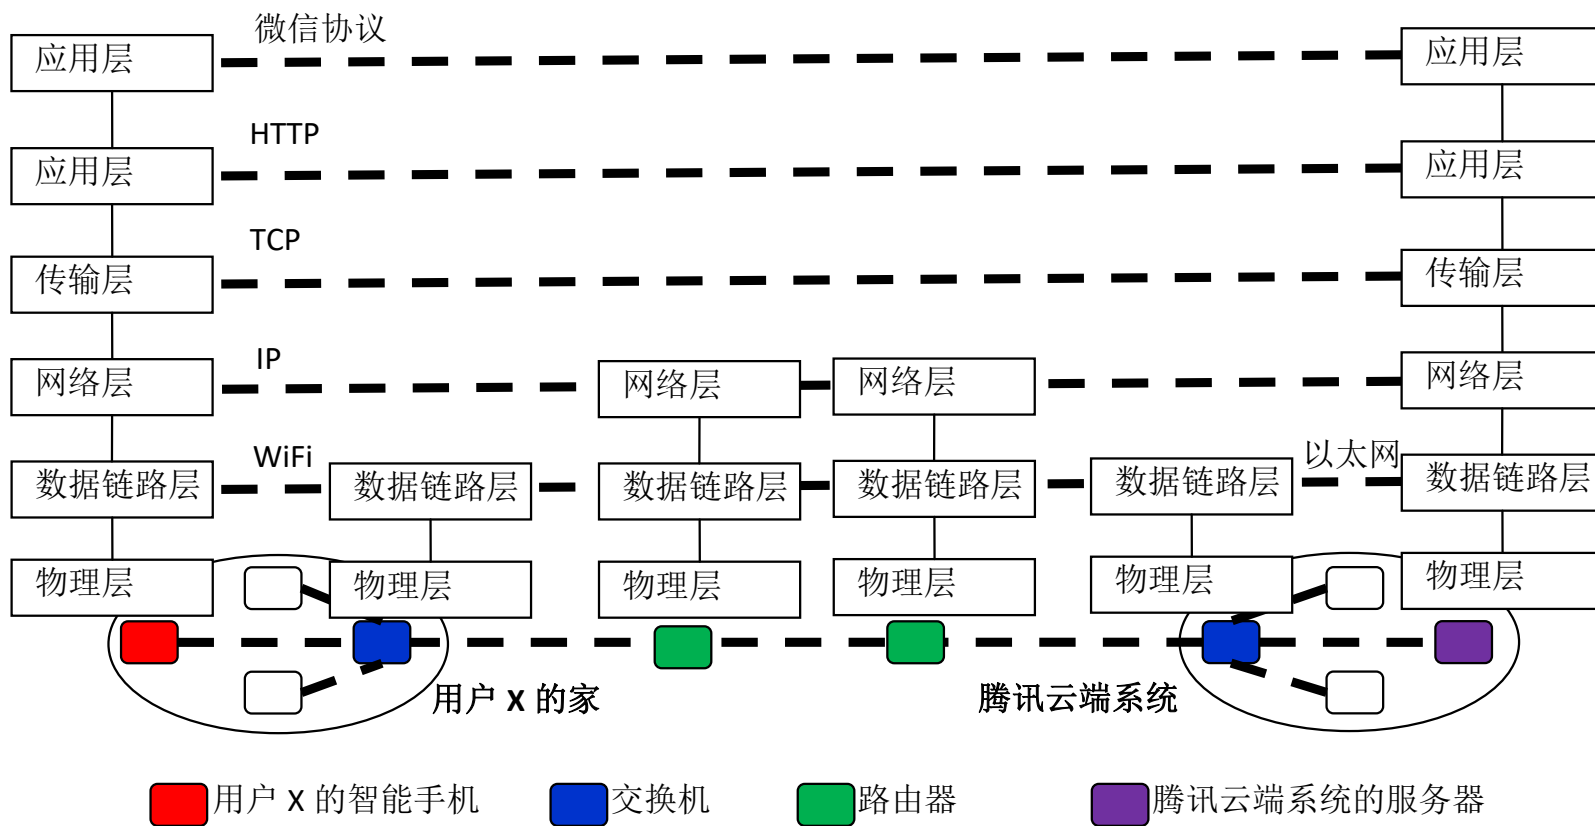 微信协议
应用层
应用层
HTTP
应用层
应用层
TCP
传输层
传输层
IP
网络层
网络层
网络层
网络层
WiFi
以太网
数据链路层
数据链路层
数据链路层
数据链路层
数据链路层
数据链路层
物理层
物理层
物理层
物理层
物理层
物理层
用户 X 的家
腾讯云端系统
用户 X 的智能手机
交换机
路由器
腾讯云端系统的服务器